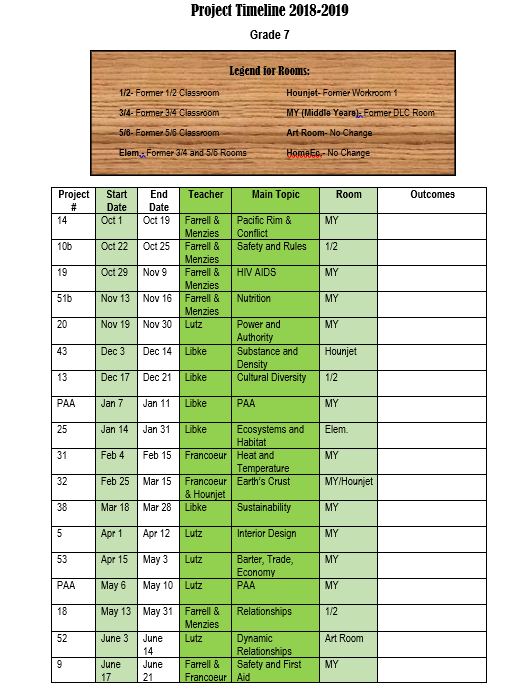 Project Timeline 2018-2019
Grade 7
Legend for Rooms:
1/2- Former 1/2 Classroom Hounjet- Former Workroom 1
3/4- Former 3/4 Classroom MY (Middle Years)- Former DLC Room
5/6- Former 5/6 Classroom Art Room- No Change
Elem.- Former 3/4 and 5/6 Rooms HomeEc.- No Change
Project # Start Date End Date Teacher Main Topic Room Outcomes
14 Oct 1 Oct 19 Farrell & Menzies Pacific Rim & Conflict MY
10b Oct 22 Oct 25 Farrell & Menzies Safety and Rules 1/2
19 Oct 29 Nov 9 Farrell & Menzies HIV AIDS MY
51b Nov 13 Nov 16 Farrell & Menzies Nutrition MY
20 Nov 19 Nov 30 Lutz Power and Authority MY
43 Dec 3 Dec 14 Libke Substance and Density Hounjet
13 Dec 17 Dec 21 Libke Cultural Diversity 1/2
PAA Jan 7 Jan 11 Libke PAA MY
25 Jan 14 Jan 31 Libke Ecosystems and Habitat Elem.
31 Feb 4 Feb 15 Francoeur Heat and Temperature MY
32 Feb 25 Mar 15 Francoeur & Hounjet Earth's Crust MY/Hounjet
38 Mar 18 Mar 28 Libke Sustainability MY
5 Apr 1 Apr 12 Lutz Interior Design MY
53 Apr 15 May 3 Lutz Barter, Trade, Economy MY
PAA May 6 May 10 Lutz PAA MY
18 May 13 May 31 Farrell & Menzies Relationships 1/2
52 June 3 June 14 Lutz Dynamic Relationships Art Room
9 June 17 June 21 Farrell & Francoeur Safety and First Aid MY